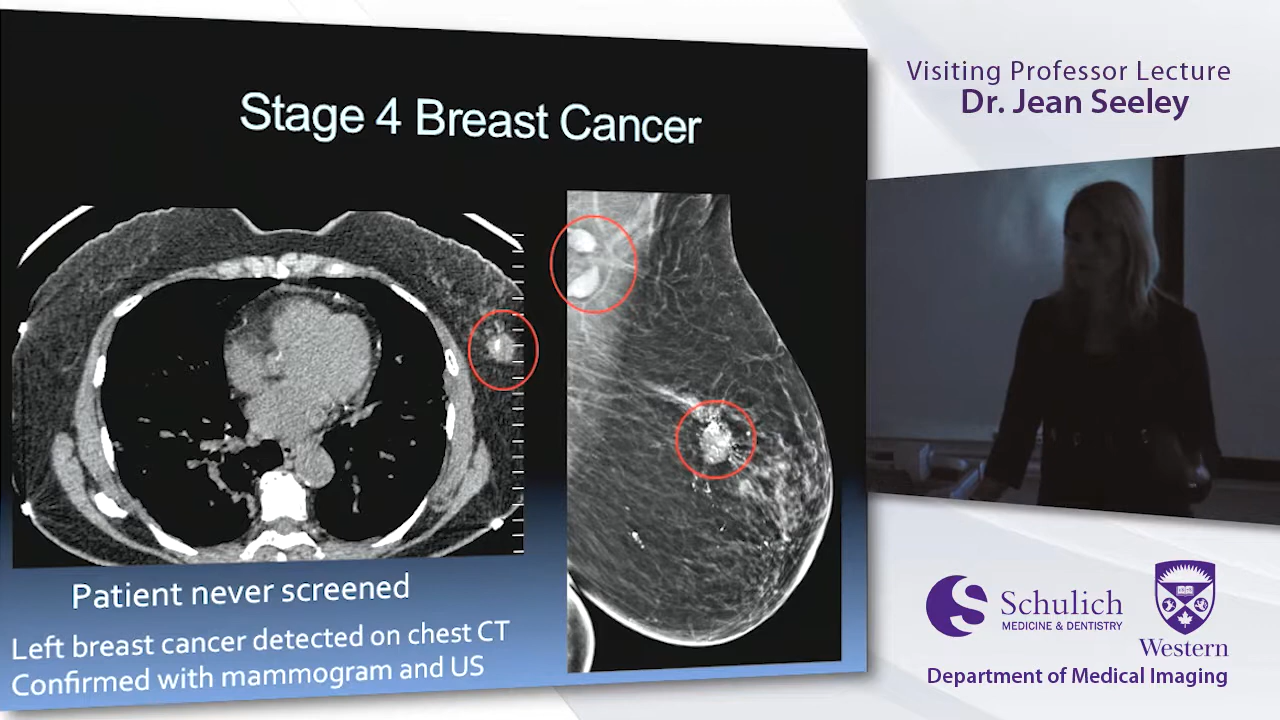 Stage 4 Breast Cancer
Patient never screened
Left breast cancer detected on chest CT
Confirmed with mammogram and US
Visiting Professor Lecture
Dr. Jean Seeley
Schulich
MEDICINE & DENTISTRY
Western
Department of Medical Imaging